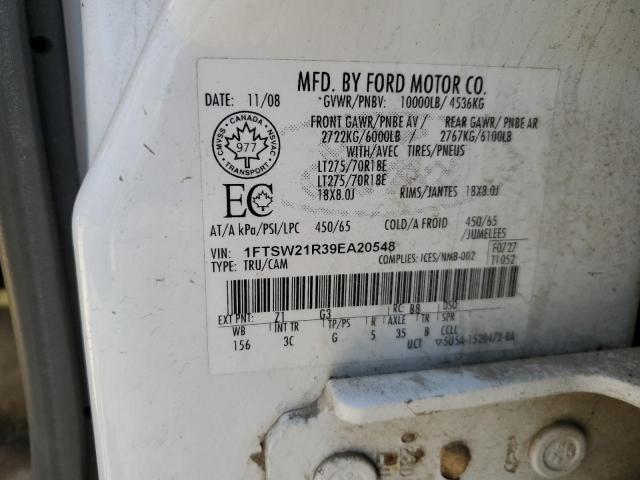 MFD. BY FORD MOTOR CO.
DATE: 11/08 GVWR/PNBV: 10000LB/ 4536KG
FRONT GAWR/PNBE AV / REAR GAWR/ PNBE AR
2722KG/6000LB / 2767KG/6100LB
WITH/AVEC TIRES/PNEUS
LT275/70R18E
LT275/70R18E
18X8.0J RIMS/JANTES 18X8.0J
CMVSS - CANADA - NSVAC
977
TRANSPORT
EC
AT/A kPa/PSI/LPC 450/65 COLD/A FROID 450/65
/JUMELEES
VIN: 1FTSW21R39EA20548
F0727
TYPE: TRU/CAM COMPLIES: ICES/NMB-002 T1052
EXT PNT: Z1 G3 RC: B8 DSO:
WB INT TR TP/PS R AXLE TR SPR
156 3C G 5 35 B CCLL
UCT ▽5U5A-1520472-BA